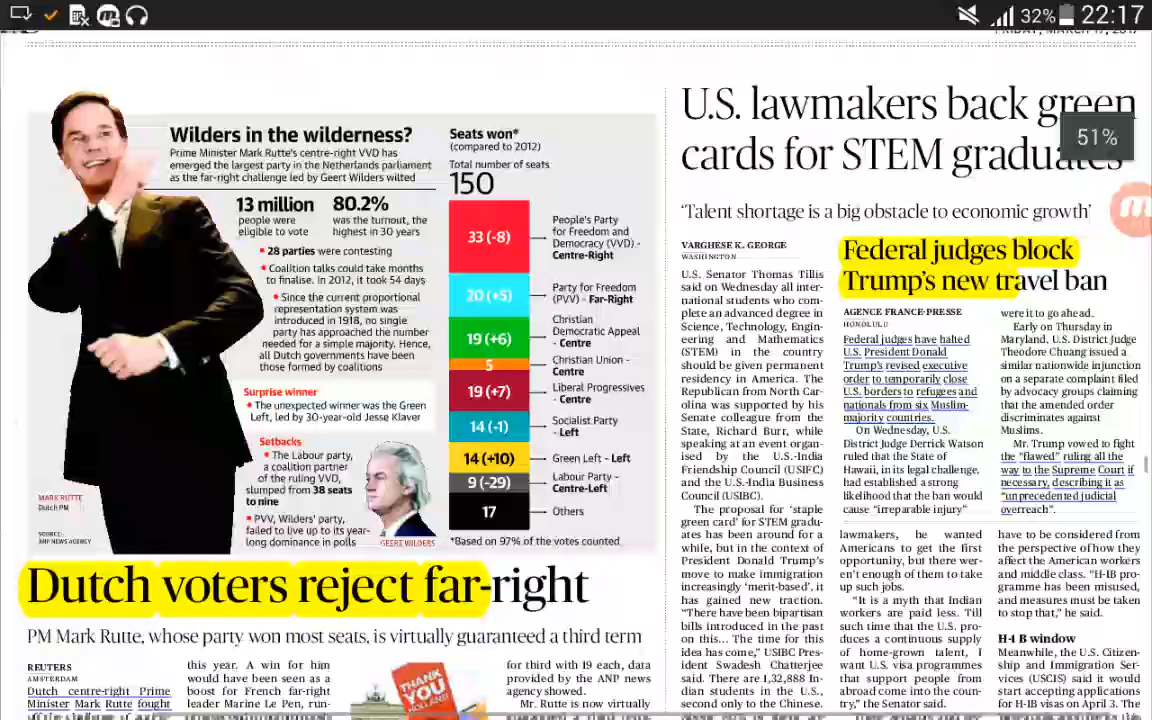 32% 22:17
FRIDAY, MARCH 17, 2017
51%
Wilders in the wilderness?
Prime Minister Mark Rutte's centre-right VVD has
emerged the largest party in the Netherlands parliament
as the far-right challenge led by Geert Wilders wilted
13 million
people were
eligible to vote
80.2%
was the turnout, the
highest in 30 years
• 28 parties were contesting
• Coalition talks could take months
to finalise. In 2012, it took 54 days
• Since the current proportional
representation system was
introduced in 1918, no single
party has approached the number
needed for a simple majority. Hence,
all Dutch governments have been
those formed by coalitions
Surprise winner
• The unexpected winner was the Green
Left, led by 30-year-old Jesse Klaver
Setbacks
• The Labour party,
a coalition partner
of the ruling VVD,
slumped from 38 seats
to nine
• PVV, Wilders' party,
failed to live up to its year-
long dominance in polls
MARK RUTTE
Dutch PM
SOURCE:
ANP NEWS AGENCY
GEERT WILDERS
Seats won*
(compared to 2012)
Total number of seats
150
33 (-8)
People's Party
for Freedom and
Democracy (VVD) -
Centre-Right
20 (+5)
Party for Freedom
(PVV) - Far-Right
19 (+6)
Christian
Democratic Appeal
- Centre
5
Christian Union -
Centre
19 (+7)
Liberal Progressives
- Centre
14 (-1)
Socialist Party
- Left
14 (+10)
Green Left - Left
9 (-29)
Labour Party -
Centre-Left
17
Others
*Based on 97% of the votes counted
Dutch voters reject far-right
PM Mark Rutte, whose party won most seats, is virtually guaranteed a third term
REUTERS
AMSTERDAM
Dutch centre-right Prime
Minister Mark Rutte fought
this year. A win for him
would have been seen as a
boost for French far-right
leader Marine Le Pen, run-
THANK
YOU
HOLLAND
for third with 19 each, data
provided by the ANP news
agency showed.
Mr. Rutte is now virtually
U.S. lawmakers back green
cards for STEM graduates
‘Talent shortage is a big obstacle to economic growth’
VARGHESE K. GEORGE
WASHINGTON
U.S. Senator Thomas Tillis
said on Wednesday all inter-
national students who com-
plete an advanced degree in
Science, Technology, Engin-
eering and Mathematics
(STEM) in the country
should be given permanent
residency in America. The
Republican from North Car-
olina was supported by his
Senate colleague from the
State, Richard Burr, while
speaking at an event organ-
ised by the U.S-India
Friendship Council (USIFC)
and the U.S-India Business
Council (USIBC).
The proposal for ‘staple
green card’ for STEM gradu-
ates has been around for a
while, but in the context of
President Donald Trump's
move to make immigration
increasingly ‘merit-based’, it
has gained new traction.
“There have been bipartisan
bills introduced in the past
on this... The time for this
idea has come,” USIBC Pres-
ident Swadesh Chatterjee
said. There are 1,32,888 In-
dian students in the U.S.,
second only to the Chinese.
Federal judges block
Trump's new travel ban
AGENCE FRANCE-PRESSE
HONOLULU
Federal judges have halted
U.S. President Donald
Trump's revised executive
order to temporarily close
U.S. borders to refugees and
nationals from six Muslim-
majority countries.
On Wednesday, U.S.
District Judge Derrick Watson
ruled that the State of
Hawaii, in its legal challenge,
had established a strong
likelihood that the ban would
cause “irreparable injury”
were it to go ahead.
Early on Thursday in
Maryland, U.S. District Judge
Theodore Chuang issued a
similar nationwide injunction
on a separate complaint filed
by advocacy groups claiming
that the amended order
discriminates against
Muslims.
Mr. Trump vowed to fight
the “flawed” ruling all the
way to the Supreme Court if
necessary, describing it as
“unprecedented judicial
overreach”.
lawmakers, he wanted
Americans to get the first
opportunity, but there wer-
en't enough of them to take
up such jobs.
“It is a myth that Indian
workers are paid less. Till
such time that the U.S. pro-
duces a continuous supply
of home-grown talent, I
want U.S. visa programmes
that support people from
abroad come into the coun-
try,” the Senator said.
have to be considered from
the perspective of how they
affect the American workers
and middle class. “H-1B pro-
gramme has been misused,
and measures must be taken
to stop that,” he said.
H-4 B window
Meanwhile, the U.S. Citizen-
ship and Immigration Ser-
vices (USCIS) said it would
start accepting applications
for H-1B visas on April 3. The